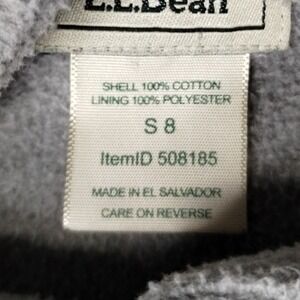 L.L.Bean
SHELL 100% COTTON
LINING 100% POLYESTER
S 8
ItemID 508185
MADE IN EL SALVADOR
CARE ON REVERSE